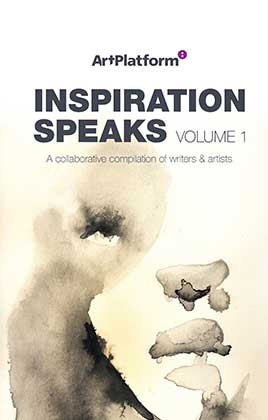 ArtPlatform
INSPIRATION
SPEAKS VOLUME 1
A collaborative compilation of writers & artists